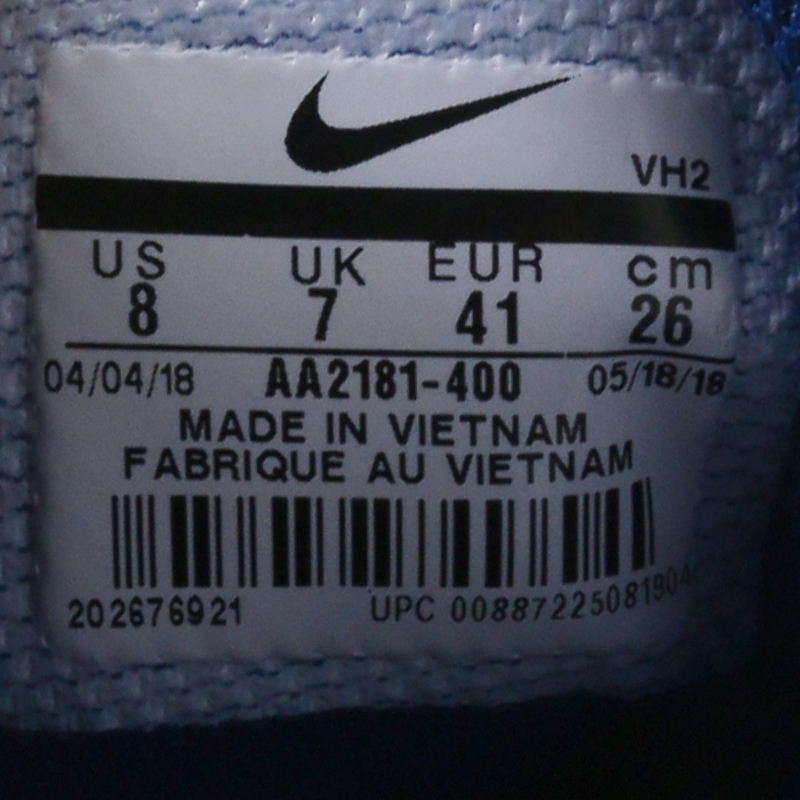 VH2
US UK EUR cm
8 7 41 26
04/04/18 AA2181-400 05/18/18
MADE IN VIETNAM
FABRIQUE AU VIETNAM
202676921 UPC 00887225081904